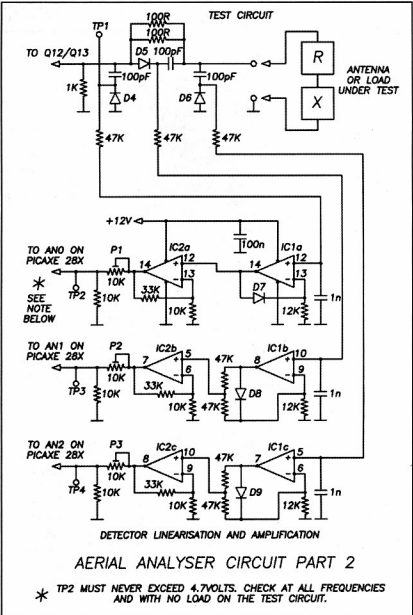 TP1
TEST CIRCUIT
100R
100R
TO Q12/Q13
D5
100pF
100pF
1K
D4
D6
R
X
ANTENNA
OR LOAD
UNDER TEST
47K
47K
47K
+12V
100n
TO AN0 ON
PICAXE 28X
P1
IC2a
IC1a
14
12
13
14
12
13
*
SEE
NOTE
BELOW
TP2
10K
10K
33K
10K
D7
12K
1n
TO AN1 ON
PICAXE 28X
P2
IC2b
47K
IC1b
7
5
6
8
10
9
TP3
10K
10K
33K
10K
47K
D8
12K
1n
TO AN2 ON
PICAXE 28X
P3
IC2c
47K
IC1c
8
10
9
7
5
6
TP4
10K
10K
33K
10K
47K
D9
12K
1n
DETECTOR LINEARISATION AND AMPLIFICATION
AERIAL ANALYSER CIRCUIT PART 2
* TP2 MUST NEVER EXCEED 4.7VOLTS. CHECK AT ALL FREQUENCIES
AND WITH NO LOAD ON THE TEST CIRCUIT.